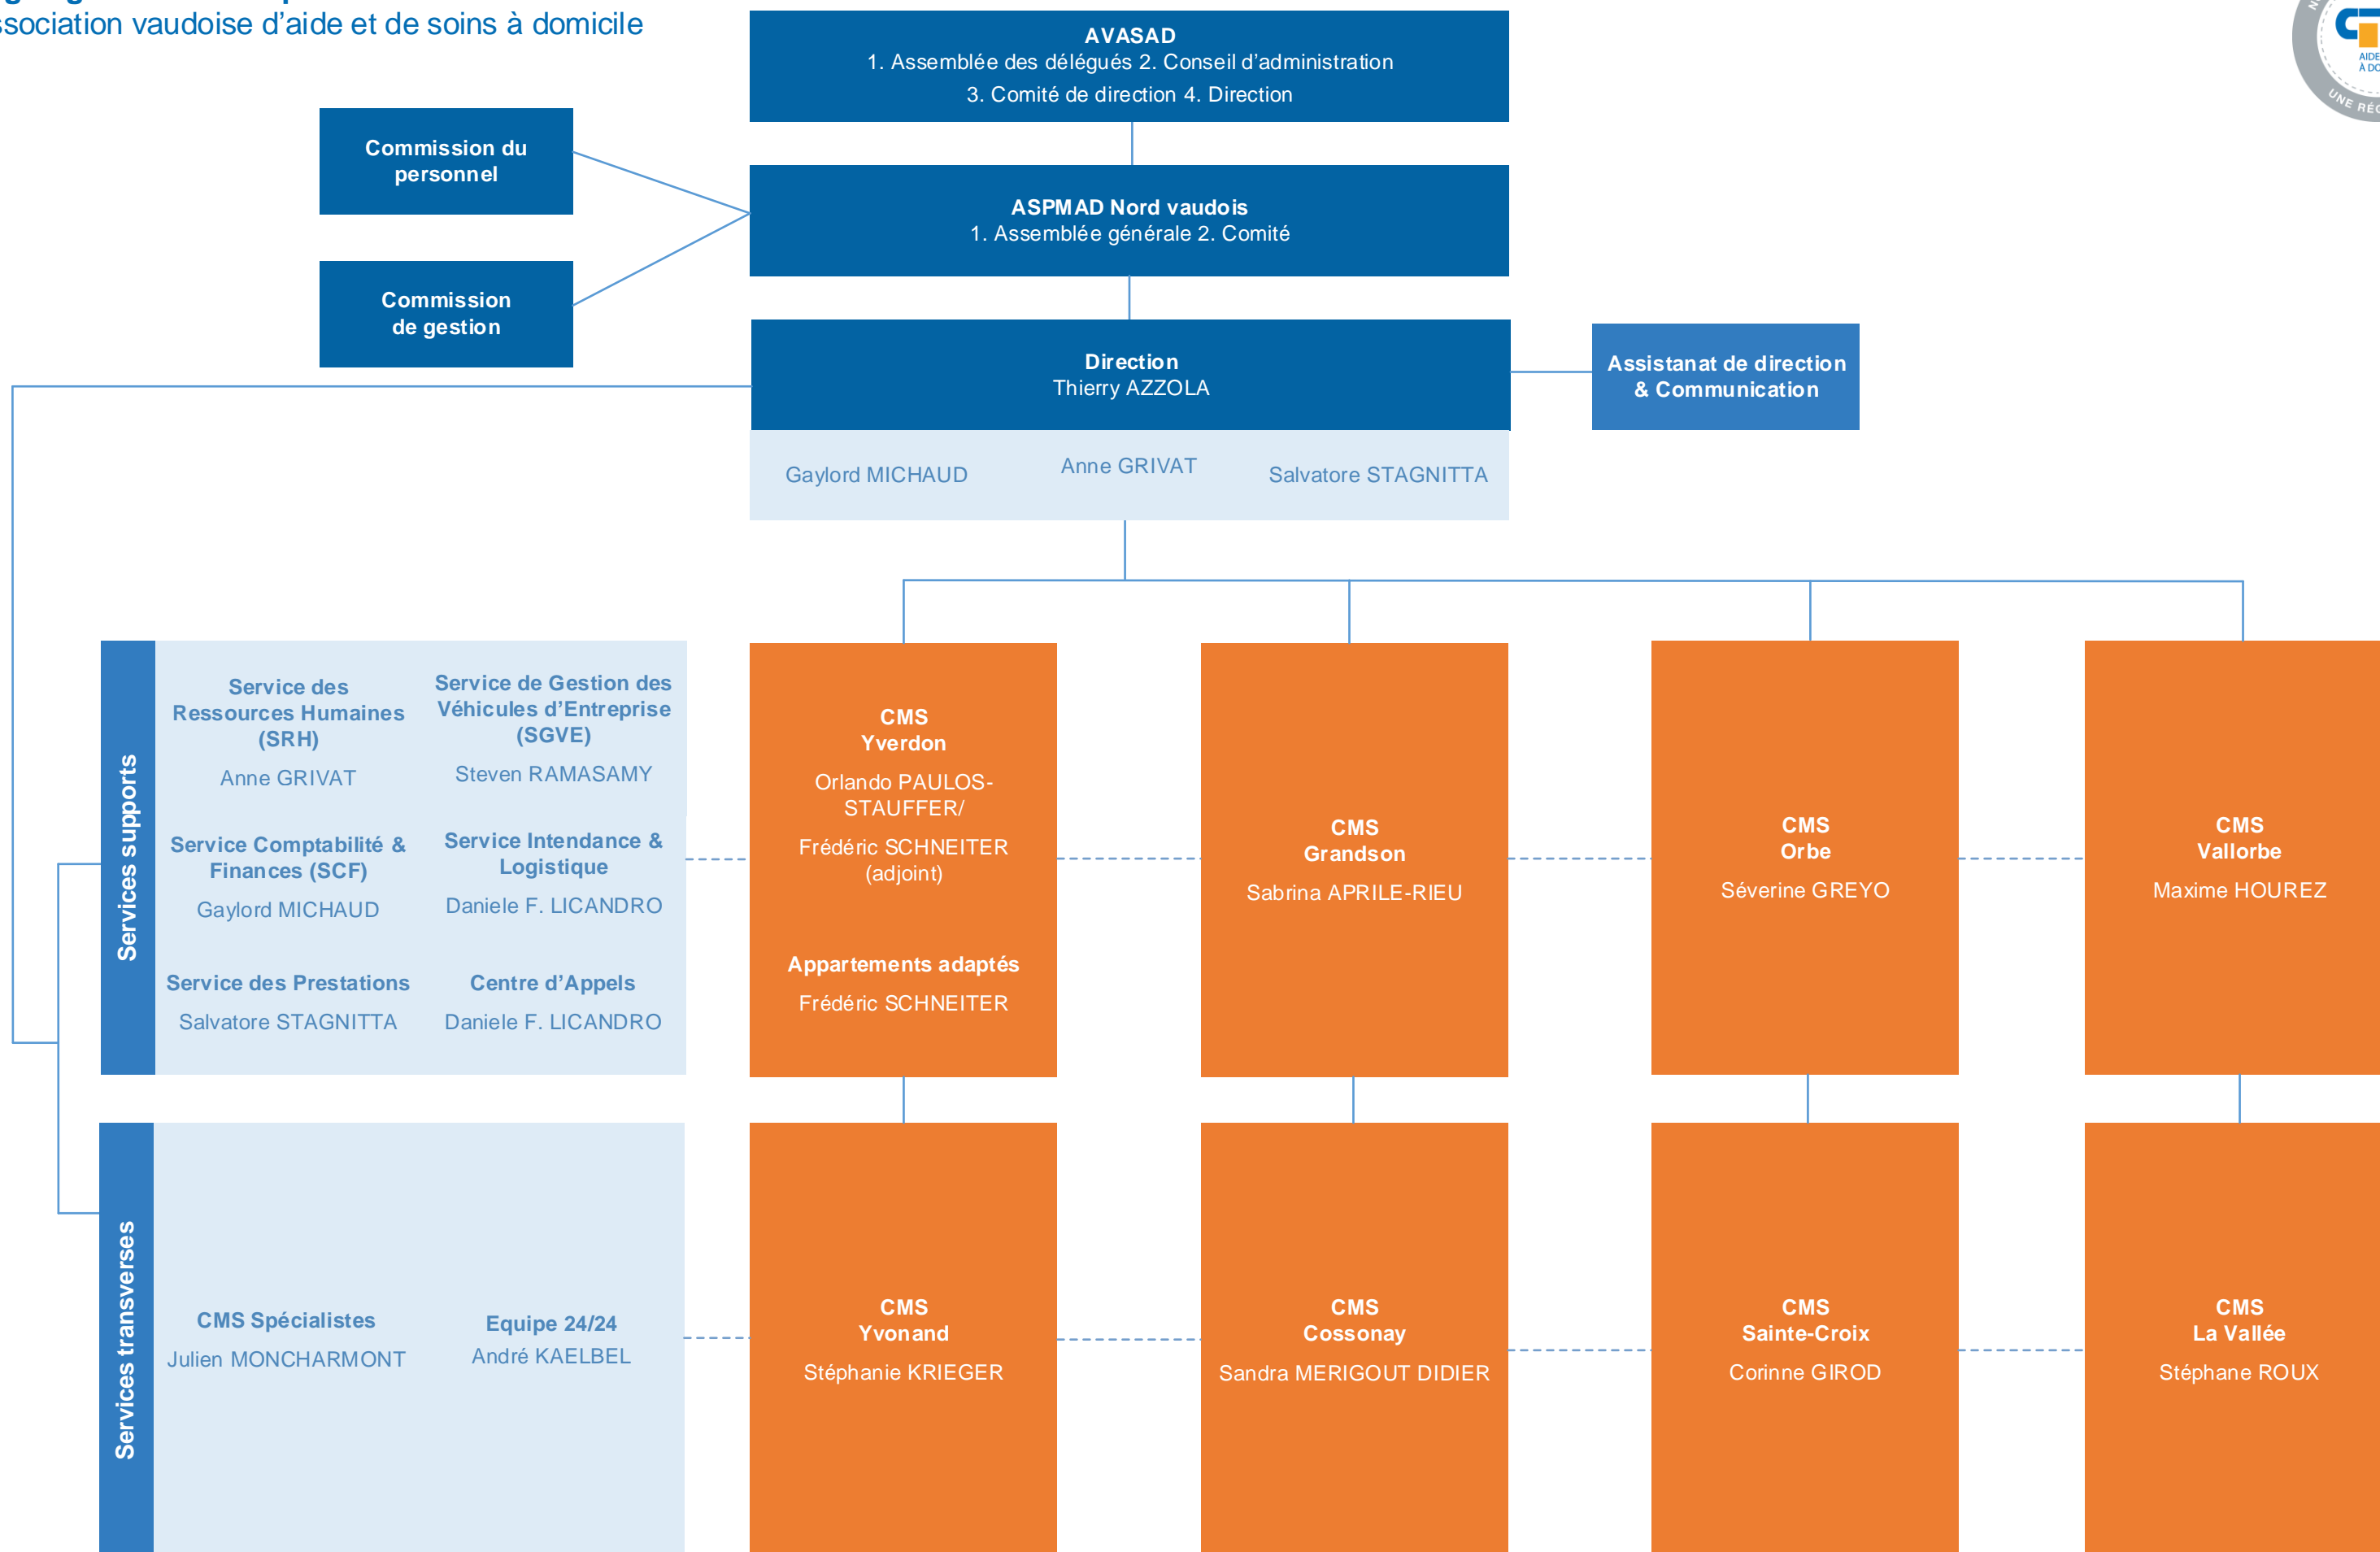 ssociation vaudoise d’aide et de soins à domicile
AVASAD
1. Assemblée des délégués 2. Conseil d’administration
3. Comité de direction 4. Direction
Commission du
personnel
ASPMAD Nord vaudois
1. Assemblée générale 2. Comité
Commission
de gestion
Direction
Thierry AZZOLA
Assistanat de direction
& Communication
Gaylord MICHAUD
Anne GRIVAT
Salvatore STAGNITTA
Services supports
Service des
Ressources Humaines
(SRH)
Anne GRIVAT
Service de Gestion des
Véhicules d’Entreprise
(SGVE)
Steven RAMASAMY
Service Comptabilité &
Finances (SCF)
Gaylord MICHAUD
Service Intendance &
Logistique
Daniele F. LICANDRO
Service des Prestations
Salvatore STAGNITTA
Centre d’Appels
Daniele F. LICANDRO
CMS
Yverdon
Orlando PAULOS-
STAUFFER/
Frédéric SCHNEITER
(adjoint)
Appartements adaptés
Frédéric SCHNEITER
CMS
Grandson
Sabrina APRILE-RIEU
CMS
Orbe
Séverine GREYO
CMS
Vallorbe
Maxime HOUREZ
Services transverses
CMS Spécialistes
Julien MONCHARMONT
Equipe 24/24
André KAELBEL
CMS
Yvonand
Stéphanie KRIEGER
CMS
Cossonay
Sandra MERIGOUT DIDIER
CMS
Sainte-Croix
Corinne GIROD
CMS
La Vallée
Stéphane ROUX
AIDE
À DO
UNE RÉG